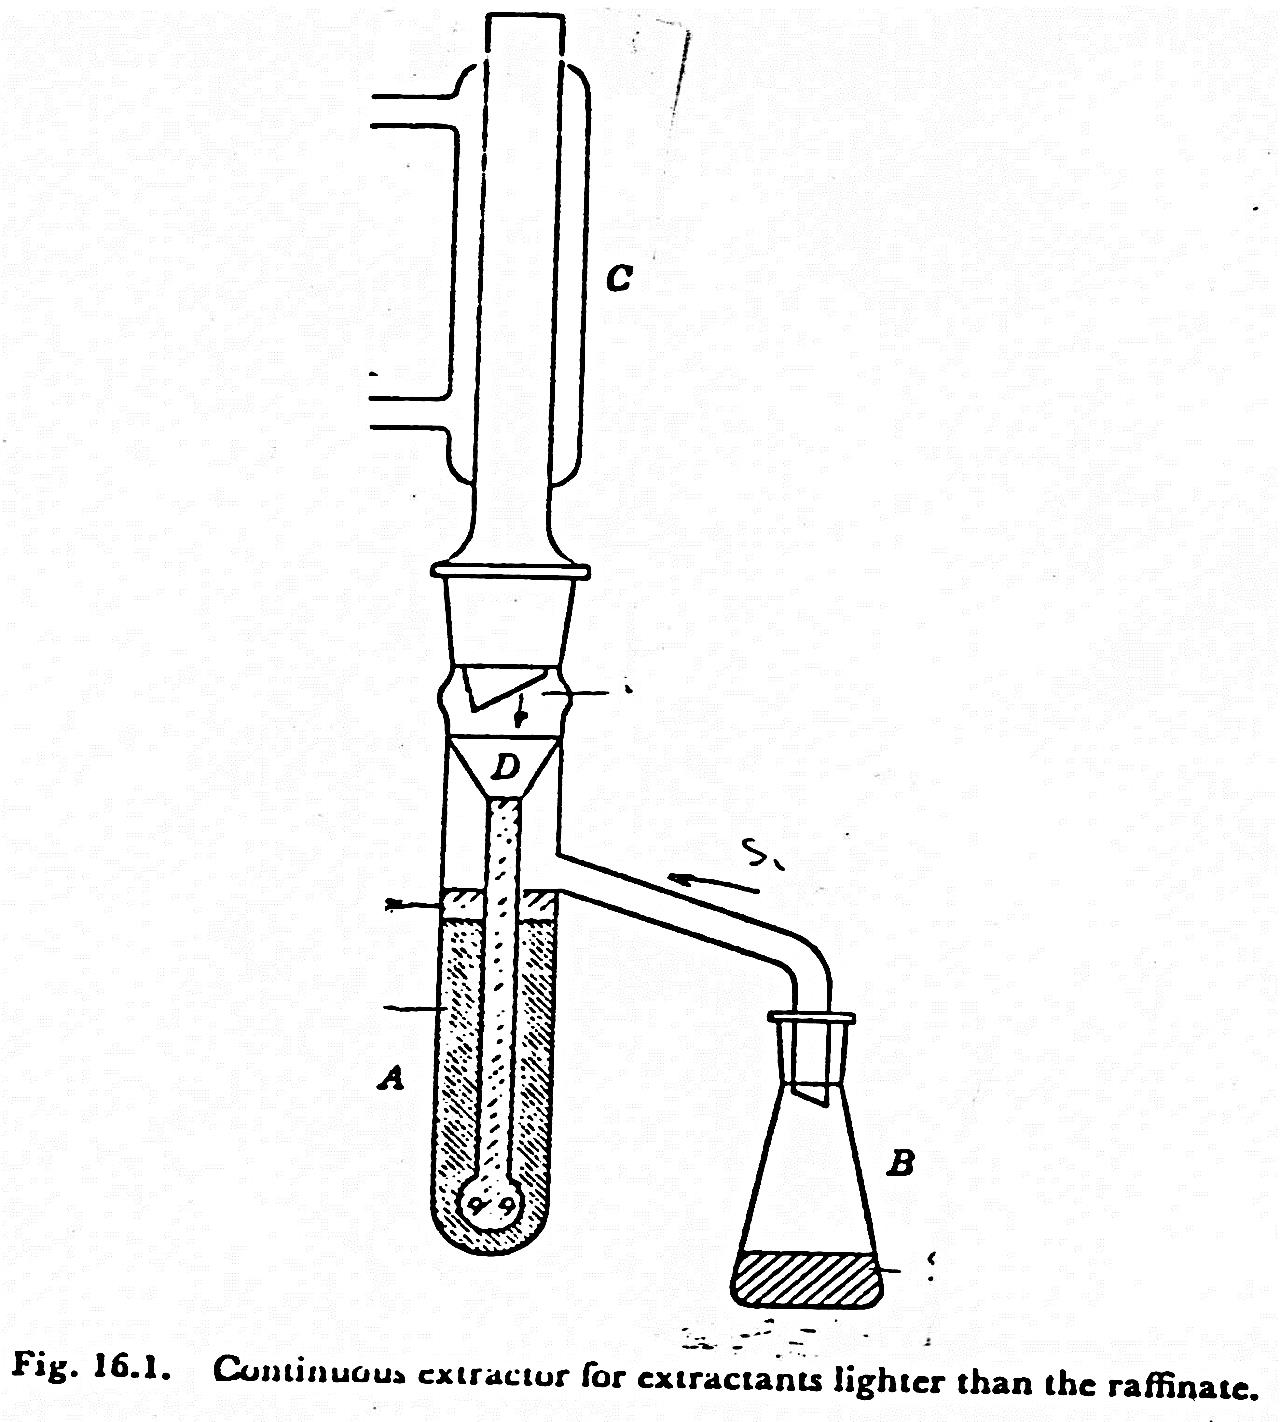 C
D
S
A
B
Fig. 16.1. Continuous extractor for extractants lighter than the raffinate.